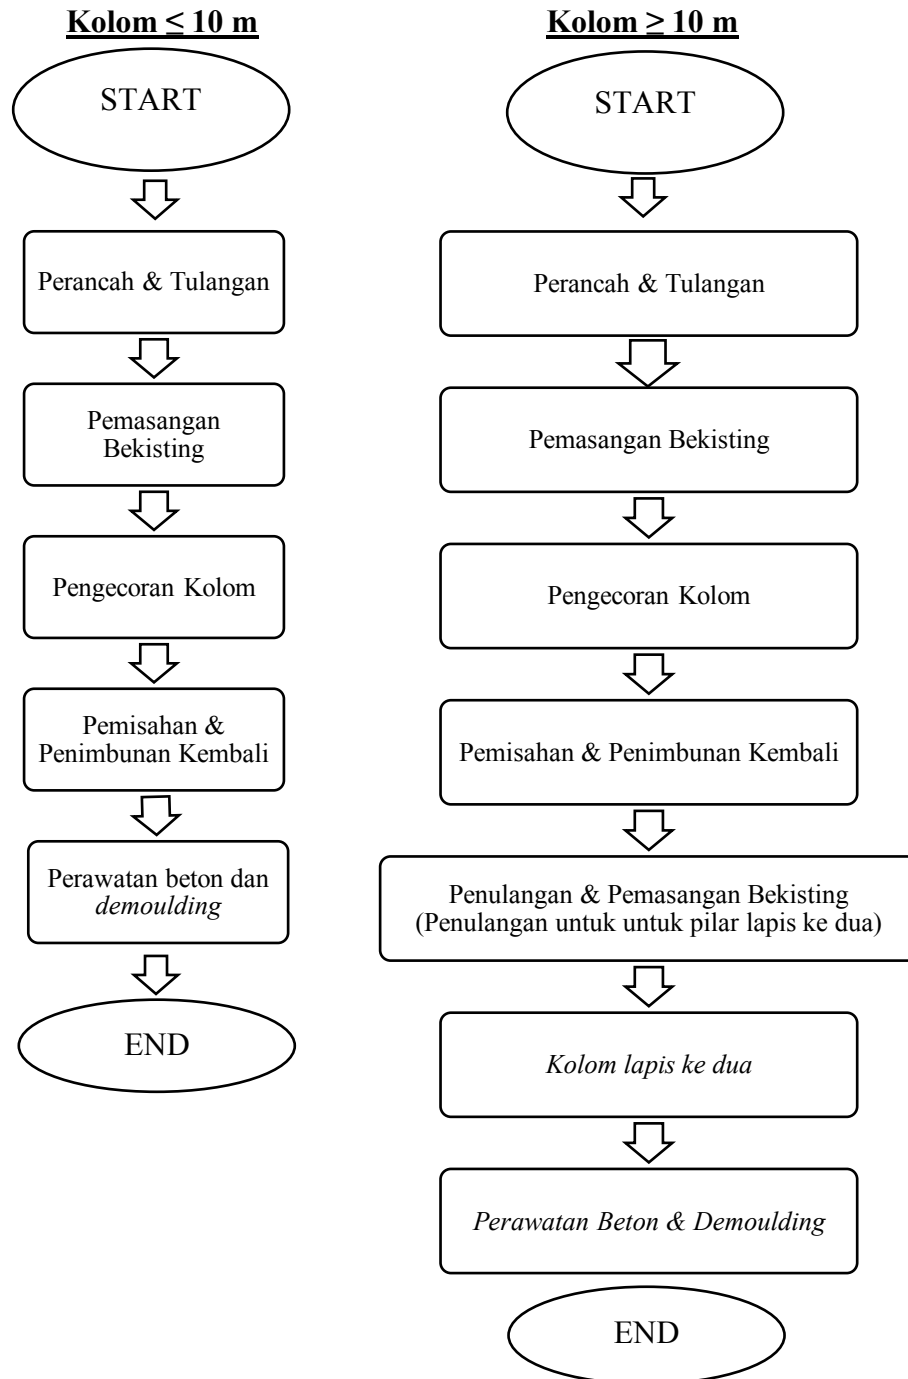 Kolom ≤ 10 m
START
Perancah & Tulangan
Pemasangan
Bekisting
Pengecoran Kolom
Pemisahan &
Penimbunan Kembali
Perawatan beton dan
demoulding
END
Kolom ≥ 10 m
START
Perancah & Tulangan
Pemasangan Bekisting
Pengecoran Kolom
Pemisahan & Penimbunan Kembali
Penulangan & Pemasangan Bekisting
(Penulangan untuk untuk pilar lapis ke dua)
Kolom lapis ke dua
Perawatan Beton & Demoulding
END